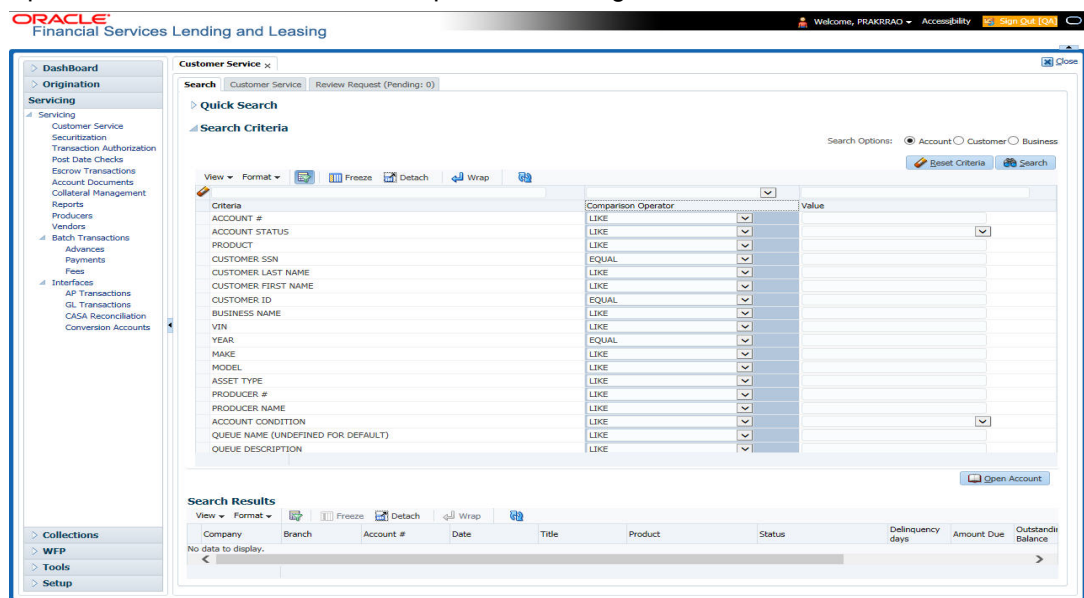 ORACLE
Financial Services Lending and Leasing
Welcome, PRAKRRAO Accessibility Sign Out [QA]
Close
DashBoard
Origination
Servicing
Servicing
Customer Service
Securitization
Transaction Authorization
Post Date Checks
Escrow Transactions
Account Documents
Collateral Management
Reports
Producers
Vendors
Batch Transactions
Advances
Payments
Fees
Interfaces
AP Transactions
GL Transactions
CASA Reconciliation
Conversion Accounts
Collections
WFP
Tools
Setup
Customer Service x
Search Customer Service Review Request (Pending: 0)
Quick Search
Search Criteria
Search Options: Account Customer Business
Reset Criteria Search
View Format Freeze Detach Wrap
Criteria Comparison Operator Value
ACCOUNT # LIKE
ACCOUNT STATUS LIKE
PRODUCT LIKE
CUSTOMER SSN EQUAL
CUSTOMER LAST NAME LIKE
CUSTOMER FIRST NAME LIKE
CUSTOMER ID EQUAL
BUSINESS NAME LIKE
VIN LIKE
YEAR EQUAL
MAKE LIKE
MODEL LIKE
ASSET TYPE LIKE
PRODUCER # LIKE
PRODUCER NAME LIKE
ACCOUNT CONDITION LIKE
QUEUE NAME (UNDEFINED FOR DEFAULT) LIKE
QUEUE DESCRIPTION LIKE
Open Account
Search Results
View Format Freeze Detach Wrap
Company Branch Account # Date Title Product Status Delinquency days Amount Due Outstandin Balance
No data to display.